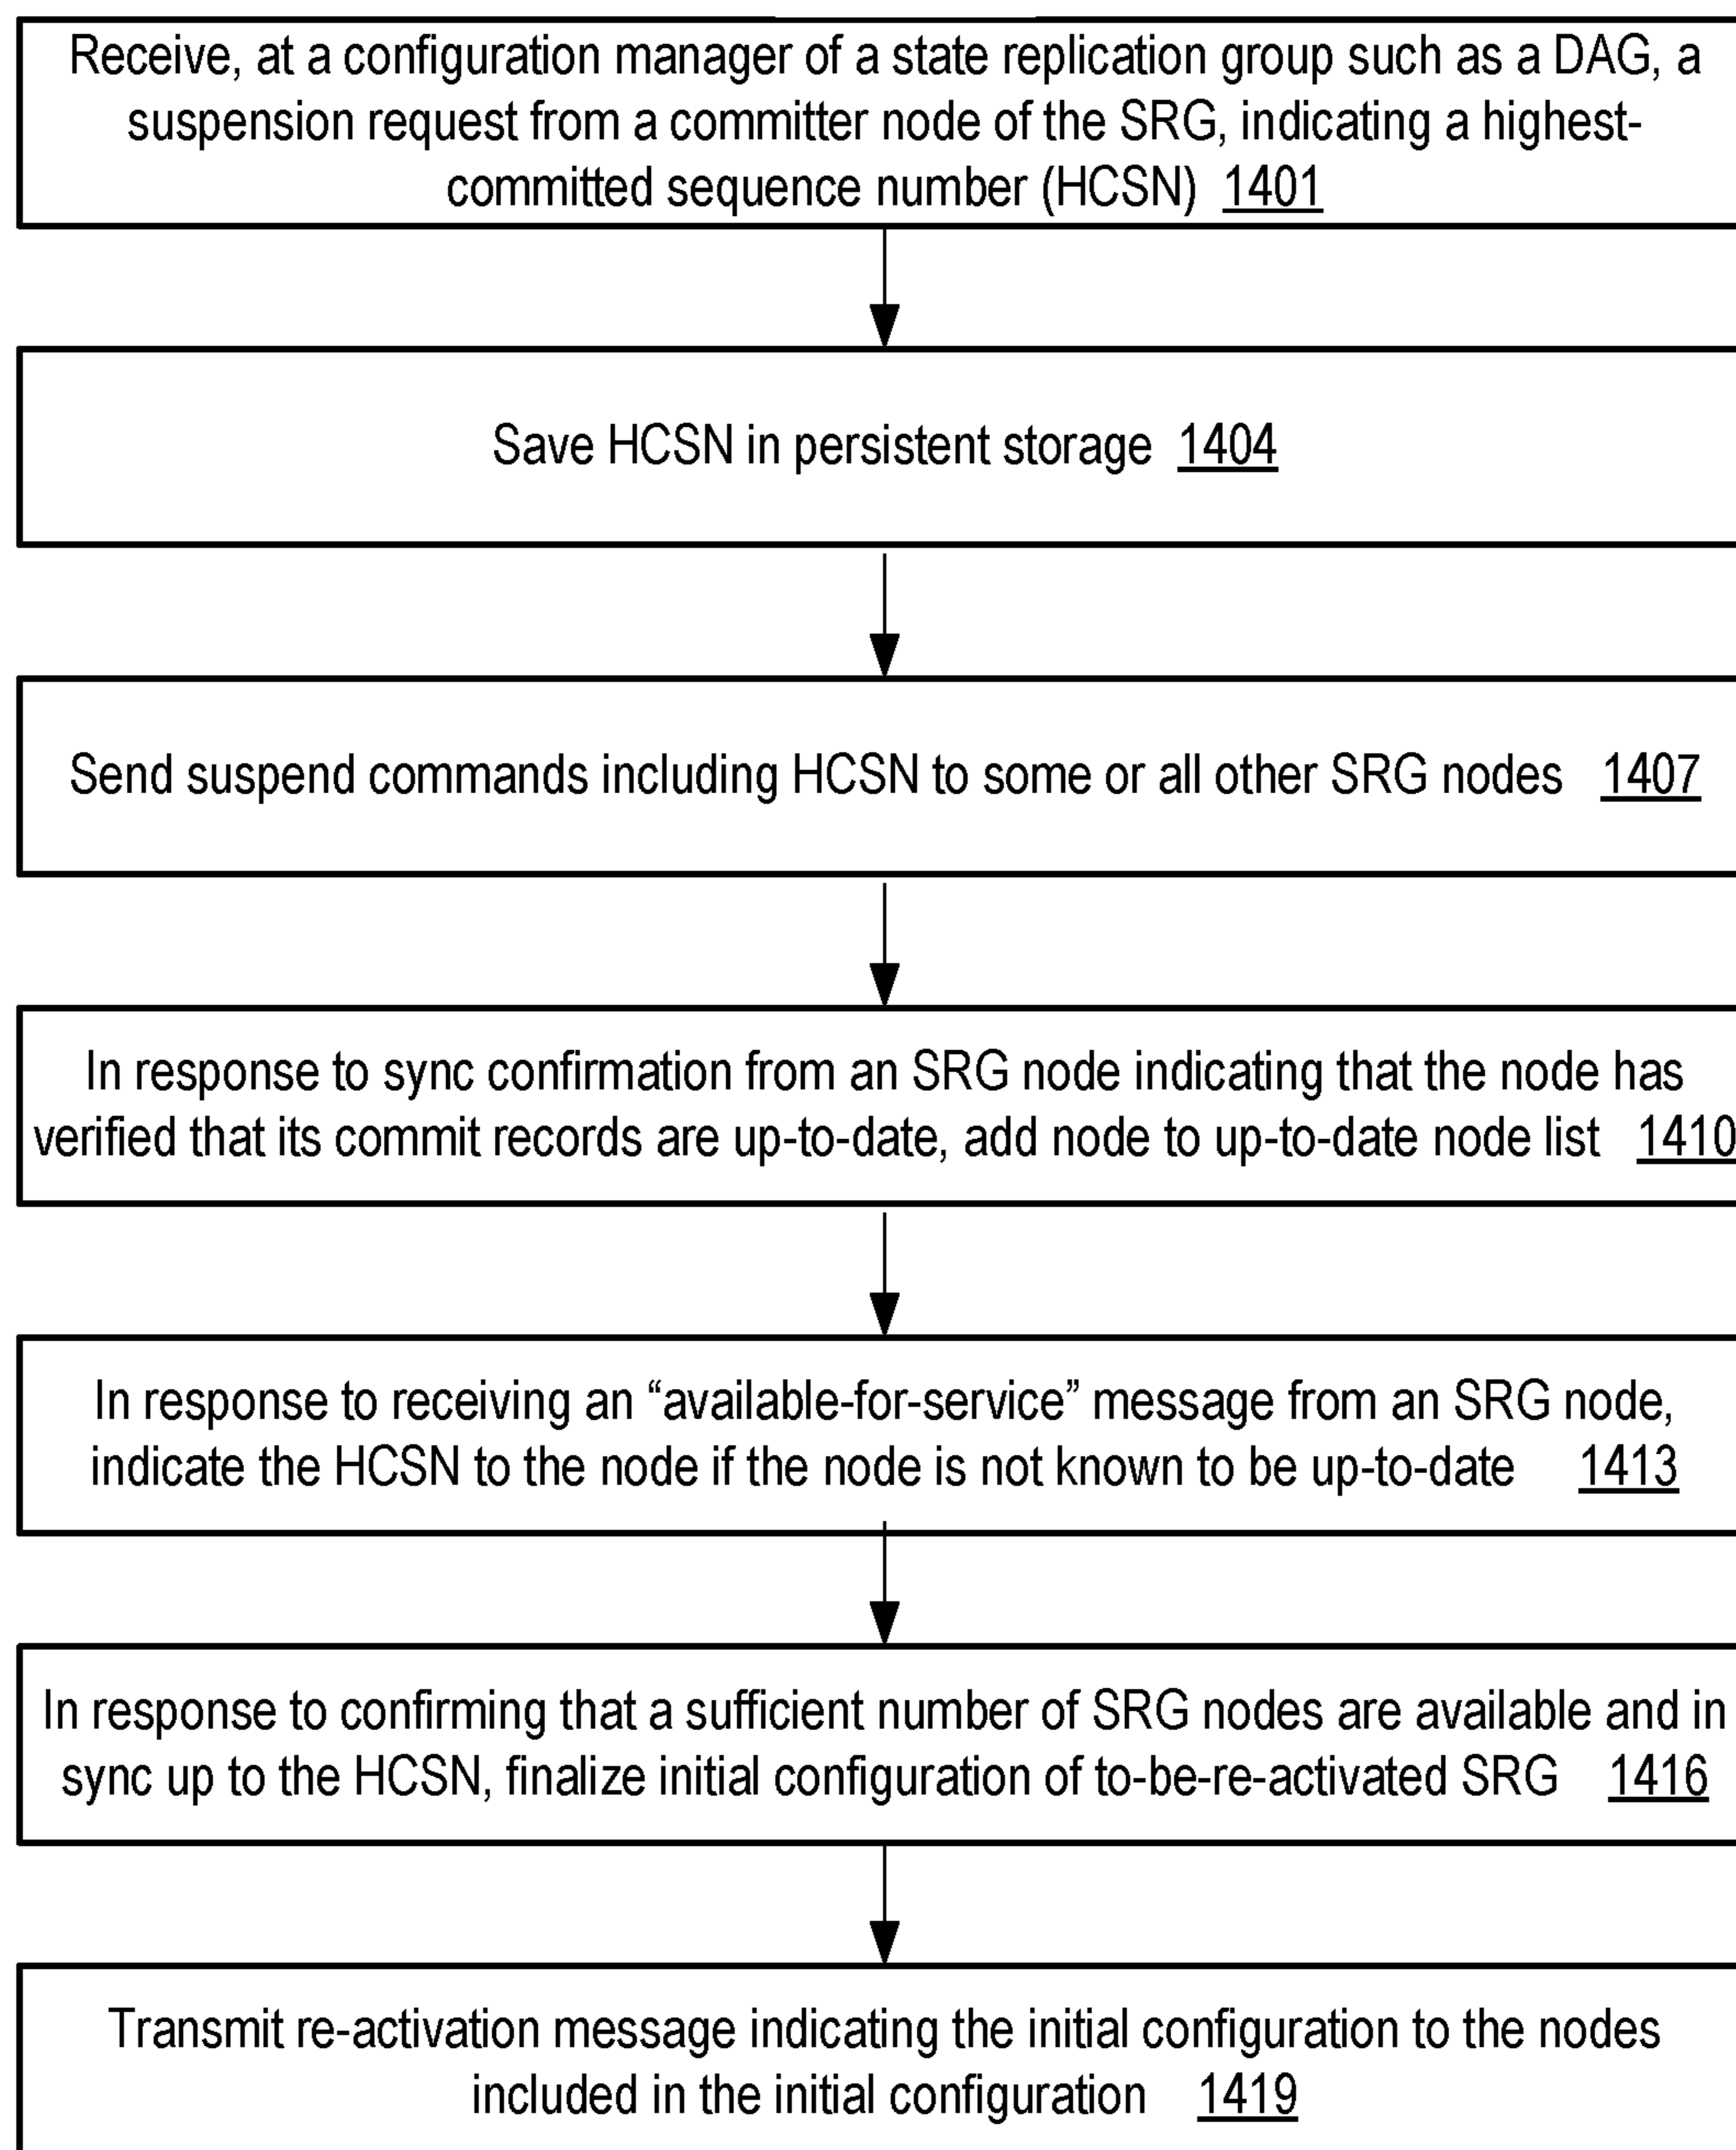 Receive, at a configuration manager of a state replication group such as a DAG, a
suspension request from a committer node of the SRG, indicating a highest-
committed sequence number (HCSN) 1401
Save HCSN in persistent storage 1404
Send suspend commands including HCSN to some or all other SRG nodes 1407
In response to sync confirmation from an SRG node indicating that the node has
verified that its commit records are up-to-date, add node to up-to-date node list 1410
In response to receiving an “available-for-service” message from an SRG node,
indicate the HCSN to the node if the node is not known to be up-to-date 1413
In response to confirming that a sufficient number of SRG nodes are available and in
sync up to the HCSN, finalize initial configuration of to-be-re-activated SRG 1416
Transmit re-activation message indicating the initial configuration to the nodes
included in the initial configuration 1419